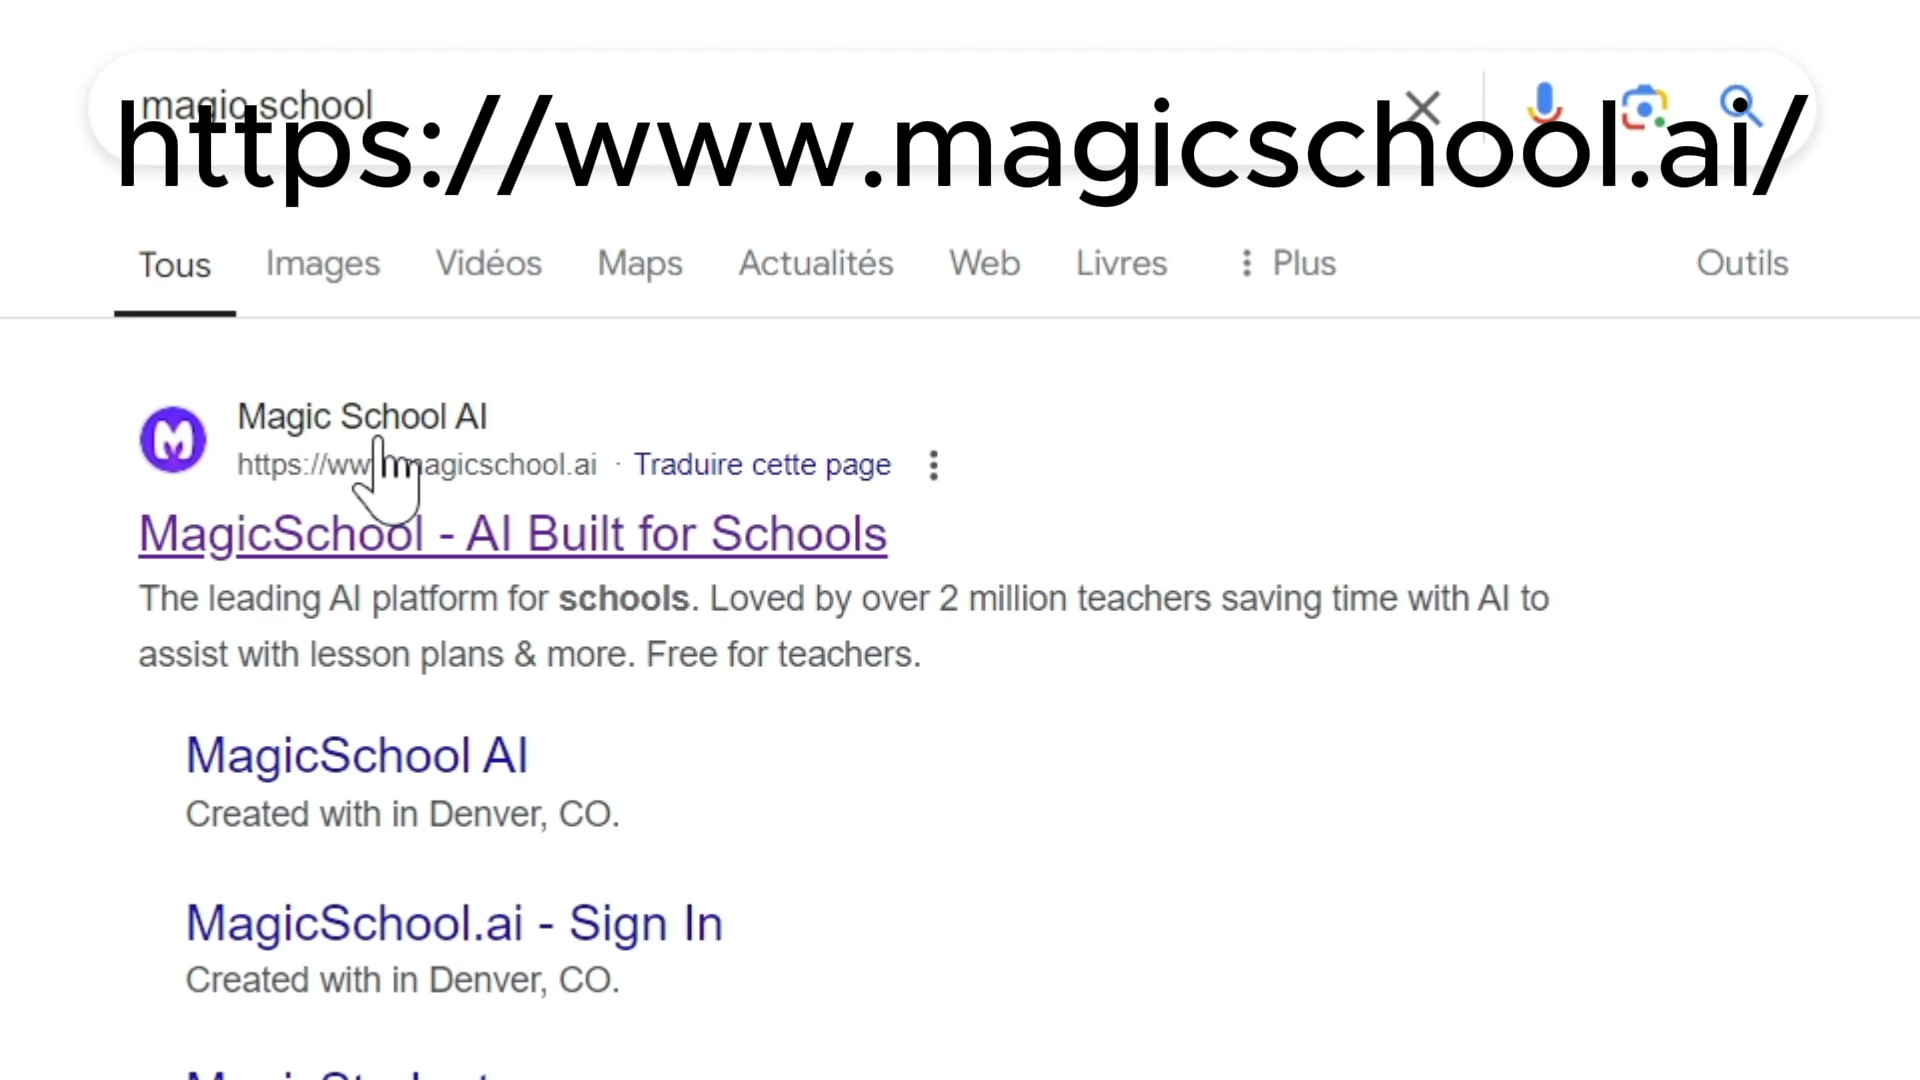 magic school
https://www.magicschool.ai/
Tous Images Vidéos Maps Actualités Web Livres Plus Outils
Magic School AI
https://www.magicschool.ai · Traduire cette page
MagicSchool - AI Built for Schools
The leading AI platform for schools. Loved by over 2 million teachers saving time with AI to
assist with lesson plans & more. Free for teachers.
MagicSchool AI
Created with in Denver, CO.
MagicSchool.ai - Sign In
Created with in Denver, CO.